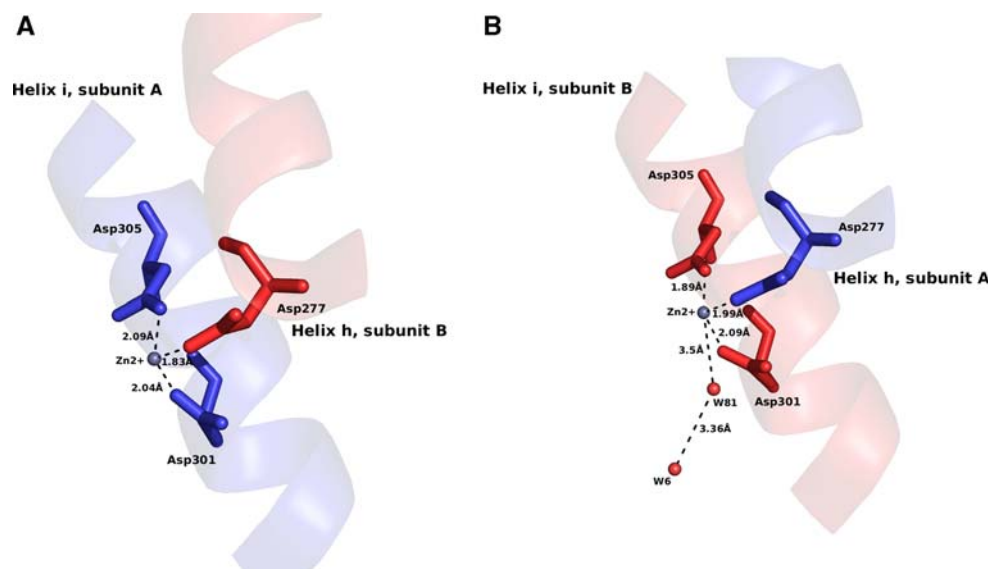 A
Helix i, subunit A
Asp305
Asp277
Helix h, subunit B
2.09Å
Zn2+
1.83Å
2.04Å
Asp301
B
Helix i, subunit B
Asp305
Asp277
Helix h, subunit A
1.89Å
Zn2+
1.99Å
2.09Å
3.5Å
W81
Asp301
3.36Å
W6